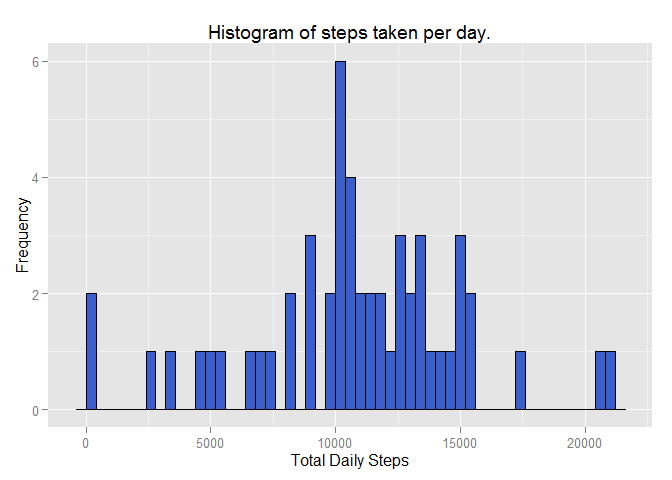 Histogram of steps taken per day.
6
4
2
0
Frequency
0 5000 10000 15000 20000
Total Daily Steps